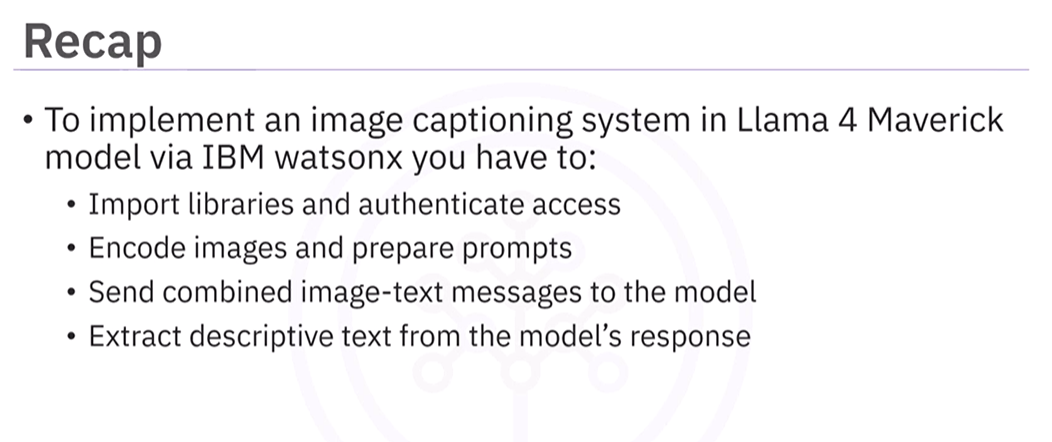 Recap
• To implement an image captioning system in Llama 4 Maverick
model via IBM watsonx you have to:
• Import libraries and authenticate access
• Encode images and prepare prompts
• Send combined image-text messages to the model
• Extract descriptive text from the model’s response